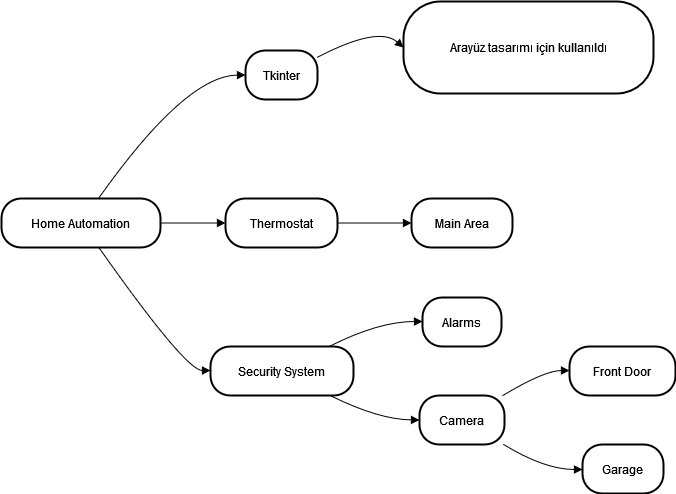 Arayüz tasarımı için kullanıldı
Tkinter
Home Automation
Thermostat
Main Area
Alarms
Security System
Front Door
Camera
Garage